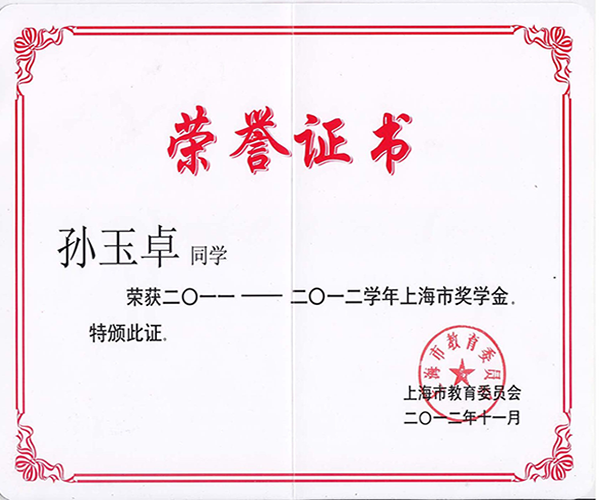 荣誉证书
孙玉卓 同学
荣获二〇一一——二〇一二学年上海市奖学金。
特颁此证。
上海市教育委员会
上海市教育委员会
二〇一二年十一月